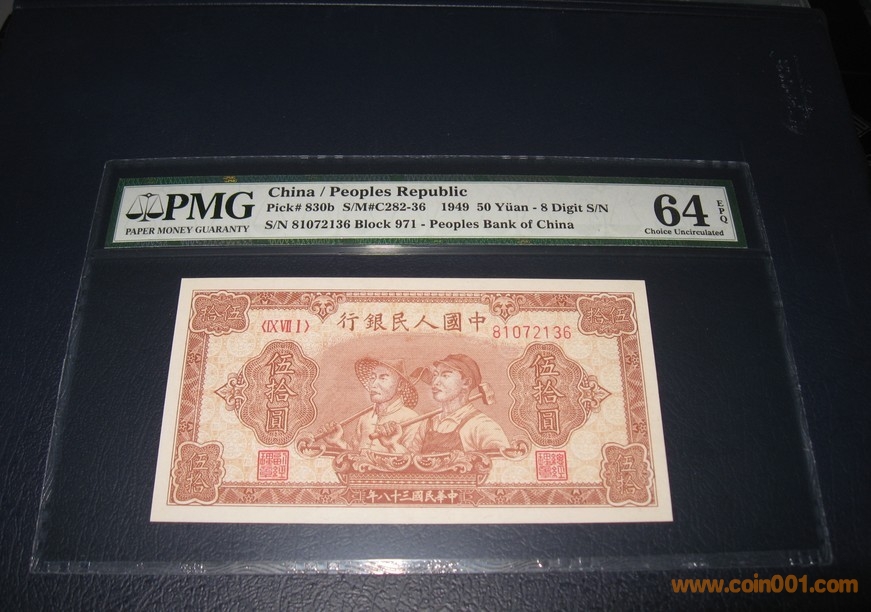 PMG
PAPER MONEY GUARANTY
China / Peoples Republic
Pick# 830b S/M#C282-36 1949 50 Yüan - 8 Digit S/N
S/N 81072136 Block 971 - Peoples Bank of China
64 EPQ
Choice Uncirculated
伍拾
伍拾
〈IX VII I〉
行銀民人國中
81072136
伍拾圓
伍拾圓
伍拾
伍拾
年八十三國民華中
www.coin001.com